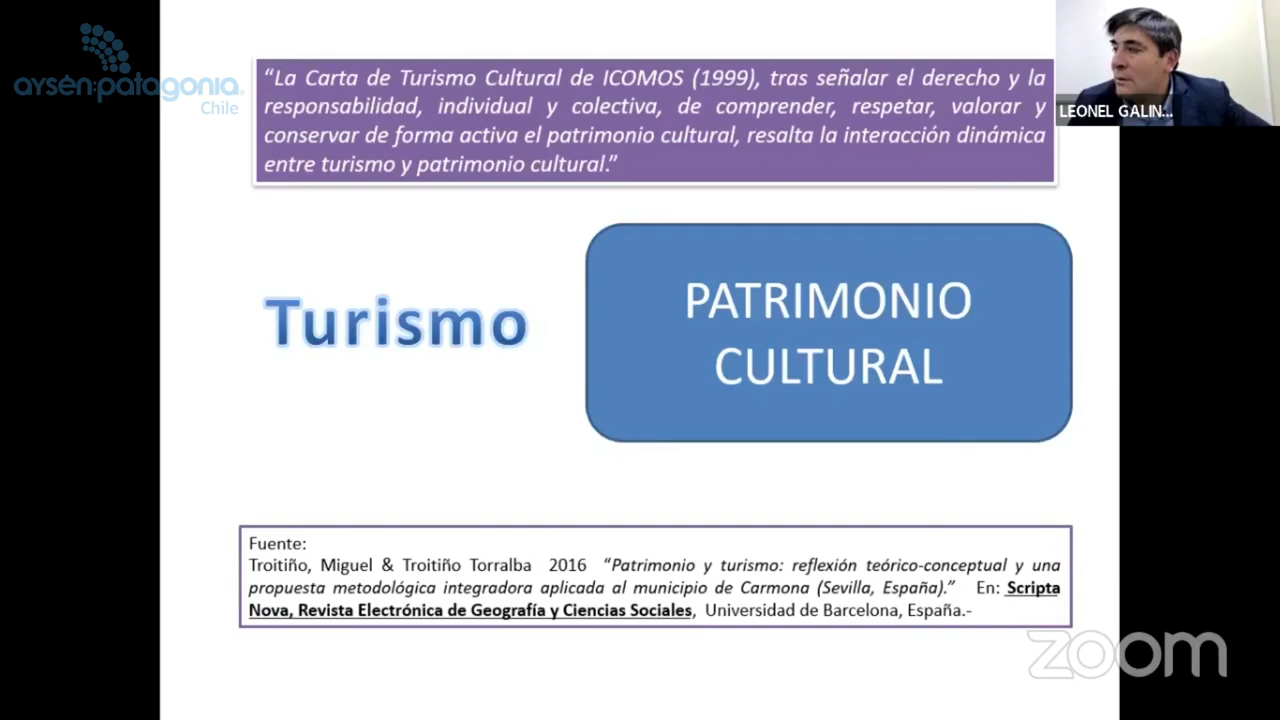 aysén:patagonia
Chile
LEONEL GALIN...
“La Carta de Turismo Cultural de ICOMOS (1999), tras señalar el derecho y la
responsabilidad, individual y colectiva, de comprender, respetar, valorar y
conservar de forma activa el patrimonio cultural, resalta la interacción dinámica
entre turismo y patrimonio cultural.”
Turismo
PATRIMONIO
CULTURAL
Fuente:
Troitiño, Miguel & Troitiño Torralba 2016 “Patrimonio y turismo: reflexión teórico-conceptual y una
propuesta metodológica integradora aplicada al municipio de Carmona (Sevilla, España).” En: Scripta
Nova, Revista Electrónica de Geografía y Ciencias Sociales, Universidad de Barcelona, España.-
zoom